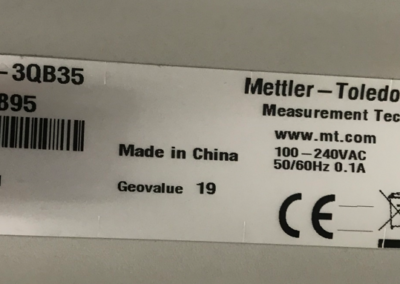 -3QB35
B95
Mettler-Toledo
Measurement Tec
www.mt.com
100-240VAC
50/60Hz 0.1A
Made in China
Geovalue 19
CE